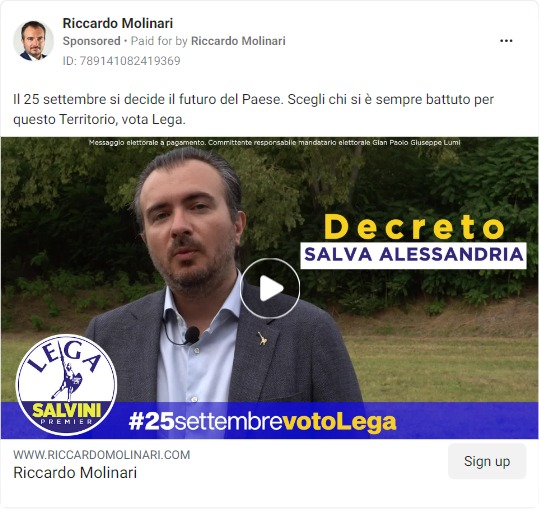 Riccardo Molinari
Sponsored • Paid for by Riccardo Molinari
ID: 789141082419369
Il 25 settembre si decide il futuro del Paese. Scegli chi si è sempre battuto per
questo Territorio, vota Lega.
Messaggio elettorale a pagamento. Committente responsabile mandatario elettorale Gian Paolo Giuseppe Lumi
Decreto
SALVA ALESSANDRIA
LEGA
SALVINI
PREMIER
#25settembrevotoLega
WWW.RICCARDOMOLINARI.COM
Riccardo Molinari
Sign up